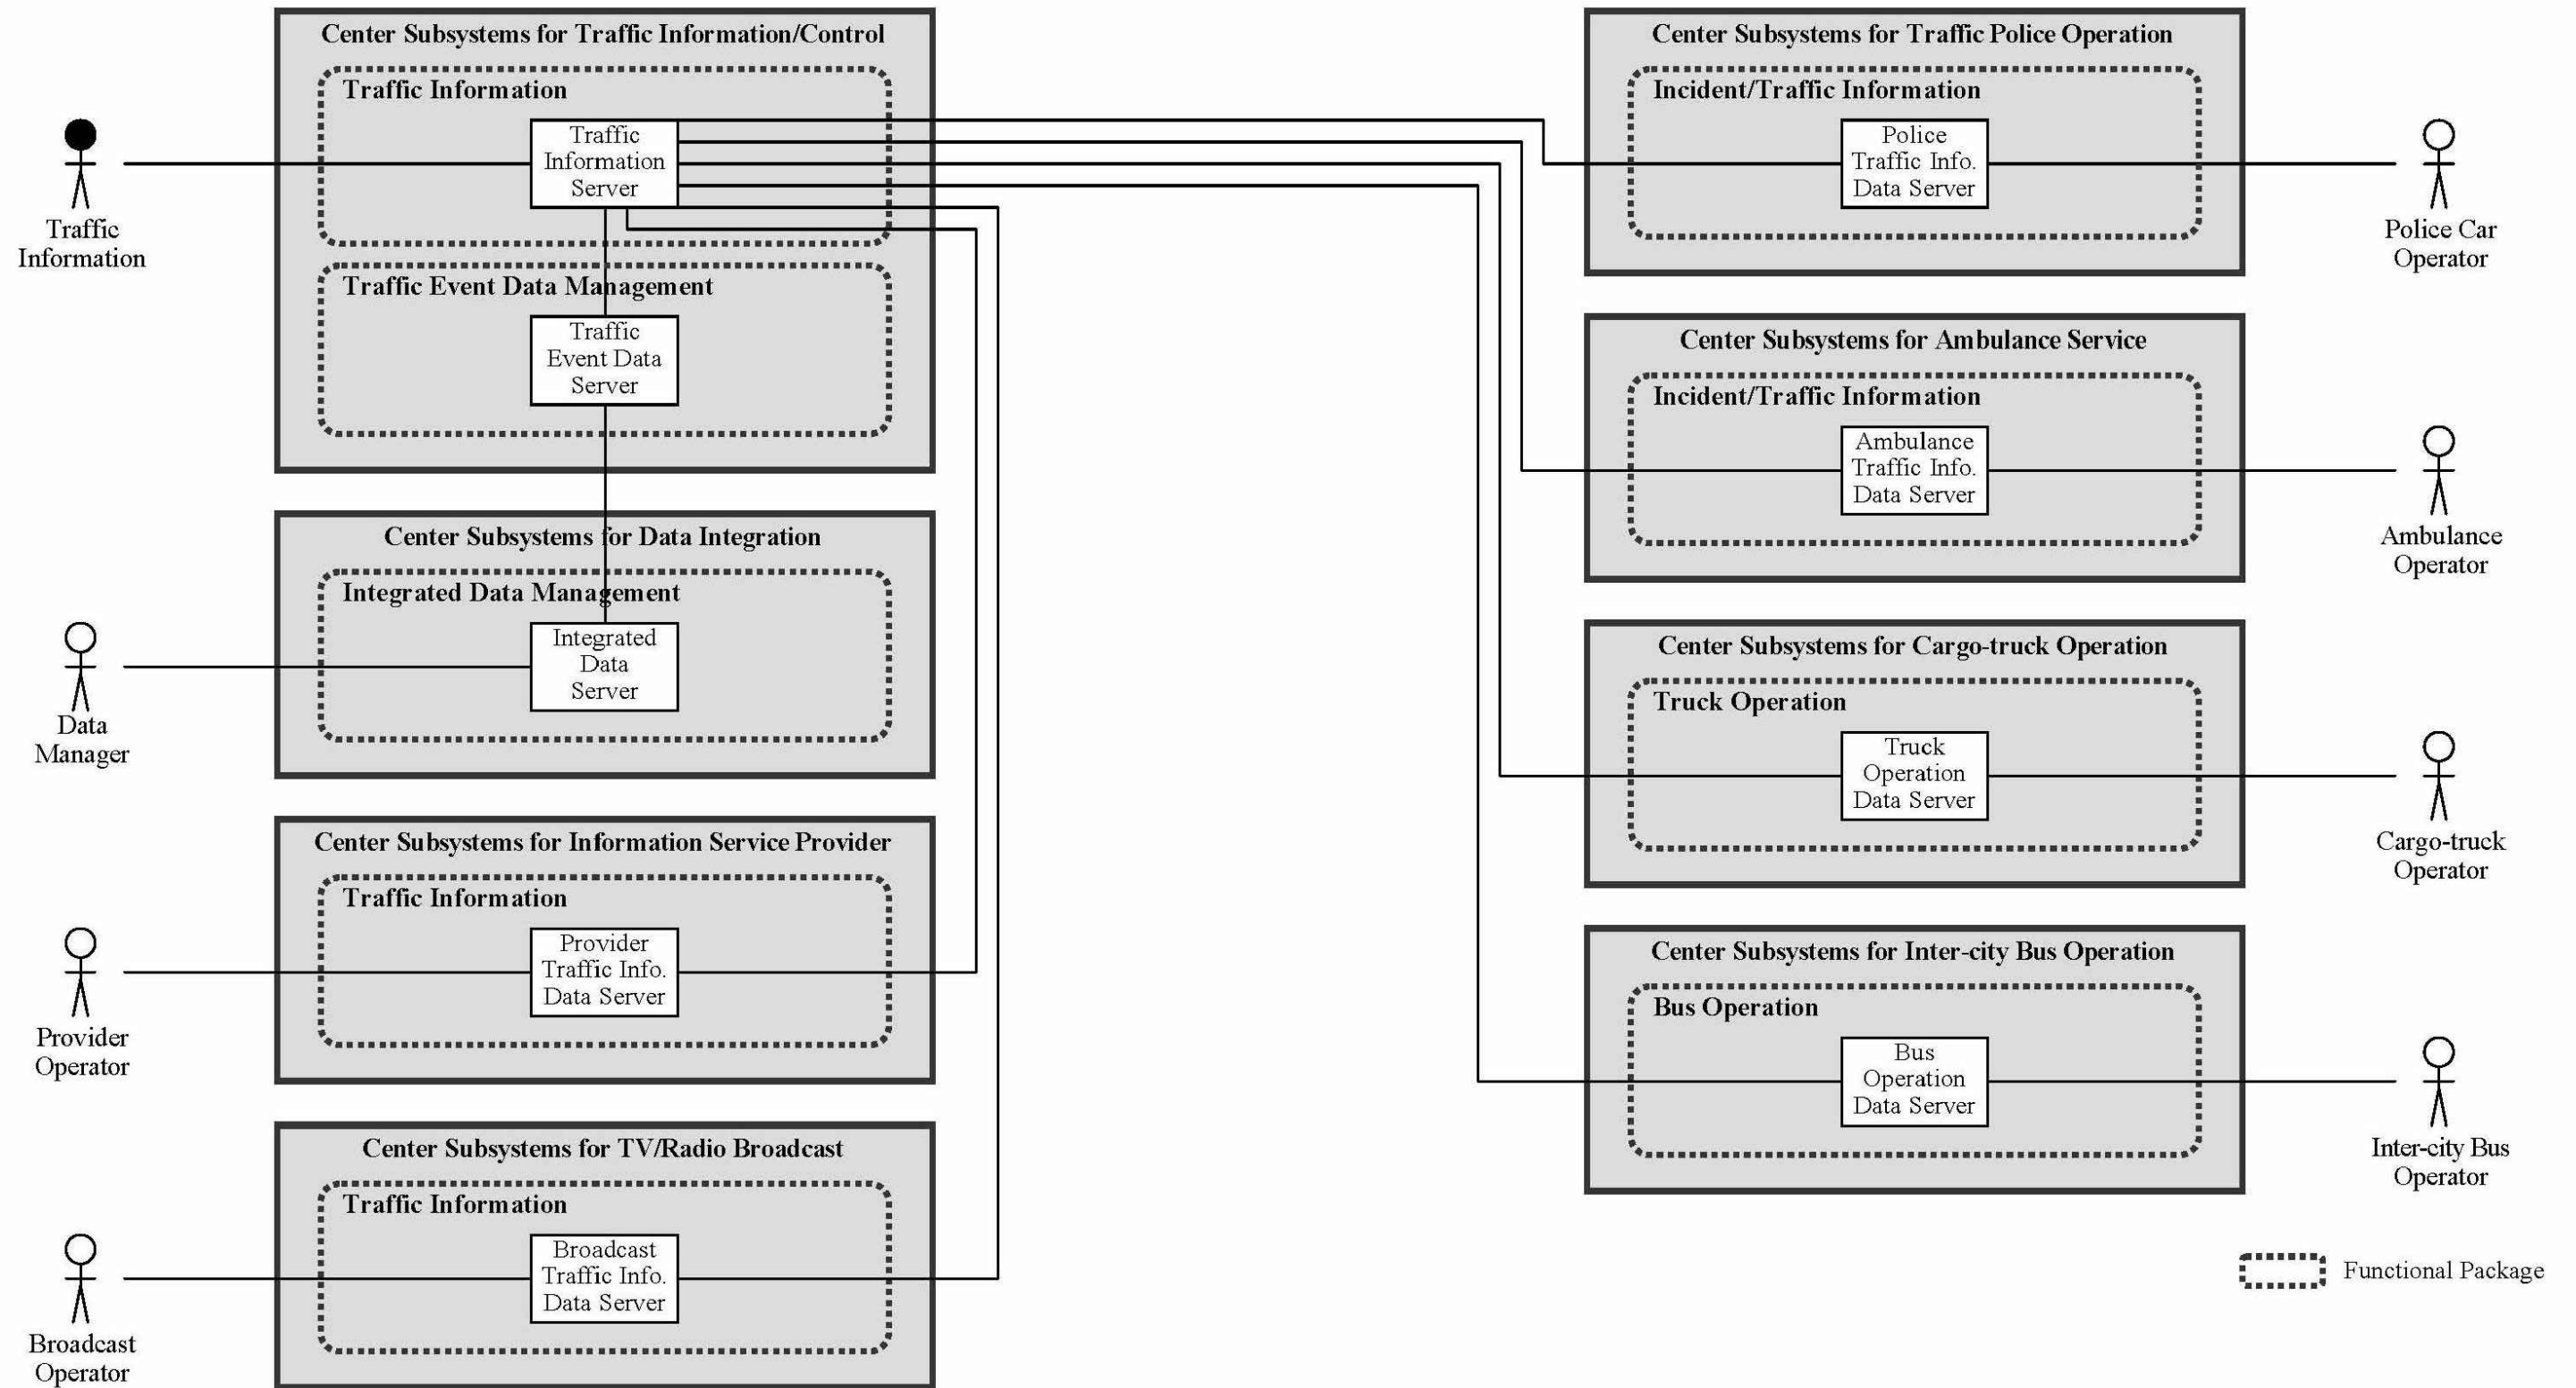 Center Subsystems for Traffic Information/Control
Traffic Information
Traffic
Information
Server
Traffic
Information
Traffic Event Data Management
Traffic
Event Data
Server
Center Subsystems for Data Integration
Integrated Data Management
Integrated
Data
Server
Data
Manager
Center Subsystems for Information Service Provider
Traffic Information
Provider
Traffic Info.
Data Server
Provider
Operator
Center Subsystems for TV/Radio Broadcast
Traffic Information
Broadcast
Traffic Info.
Data Server
Broadcast
Operator
Center Subsystems for Traffic Police Operation
Incident/Traffic Information
Police
Traffic Info.
Data Server
Police Car
Operator
Center Subsystems for Ambulance Service
Incident/Traffic Information
Ambulance
Traffic Info.
Data Server
Ambulance
Operator
Center Subsystems for Cargo-truck Operation
Truck Operation
Truck
Operation
Data Server
Cargo-truck
Operator
Center Subsystems for Inter-city Bus Operation
Bus Operation
Bus
Operation
Data Server
Inter-city Bus
Operator
Functional Package